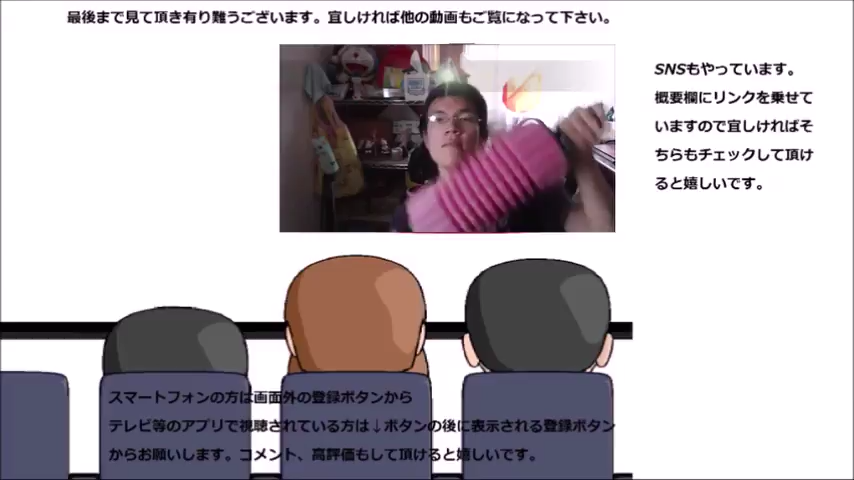 最後まで見て頂き有り難うございます。宜しければ他の動画もご覧になって下さい。
SNSもやっています。
概要欄にリンクを乗せて
いますので宜しければそ
ちらもチェックして頂け
ると嬉しいです。
スマートフォンの方は画面外の登録ボタンから
テレビ等のアプリで視聴されている方は↓ボタンの後に表示される登録ボタン
からお願いします。コメント、高評価もして頂けると嬉しいです。